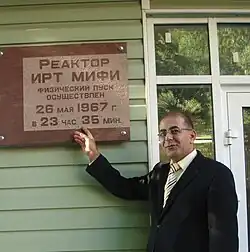 Реактор
ИРТ МИФИ
ФИЗИЧЕСКИЙ ПУСК
ОСУЩЕСТВЛЕН
26 МАЯ 1967 Г.
В 23 ЧАС 35 МИН.